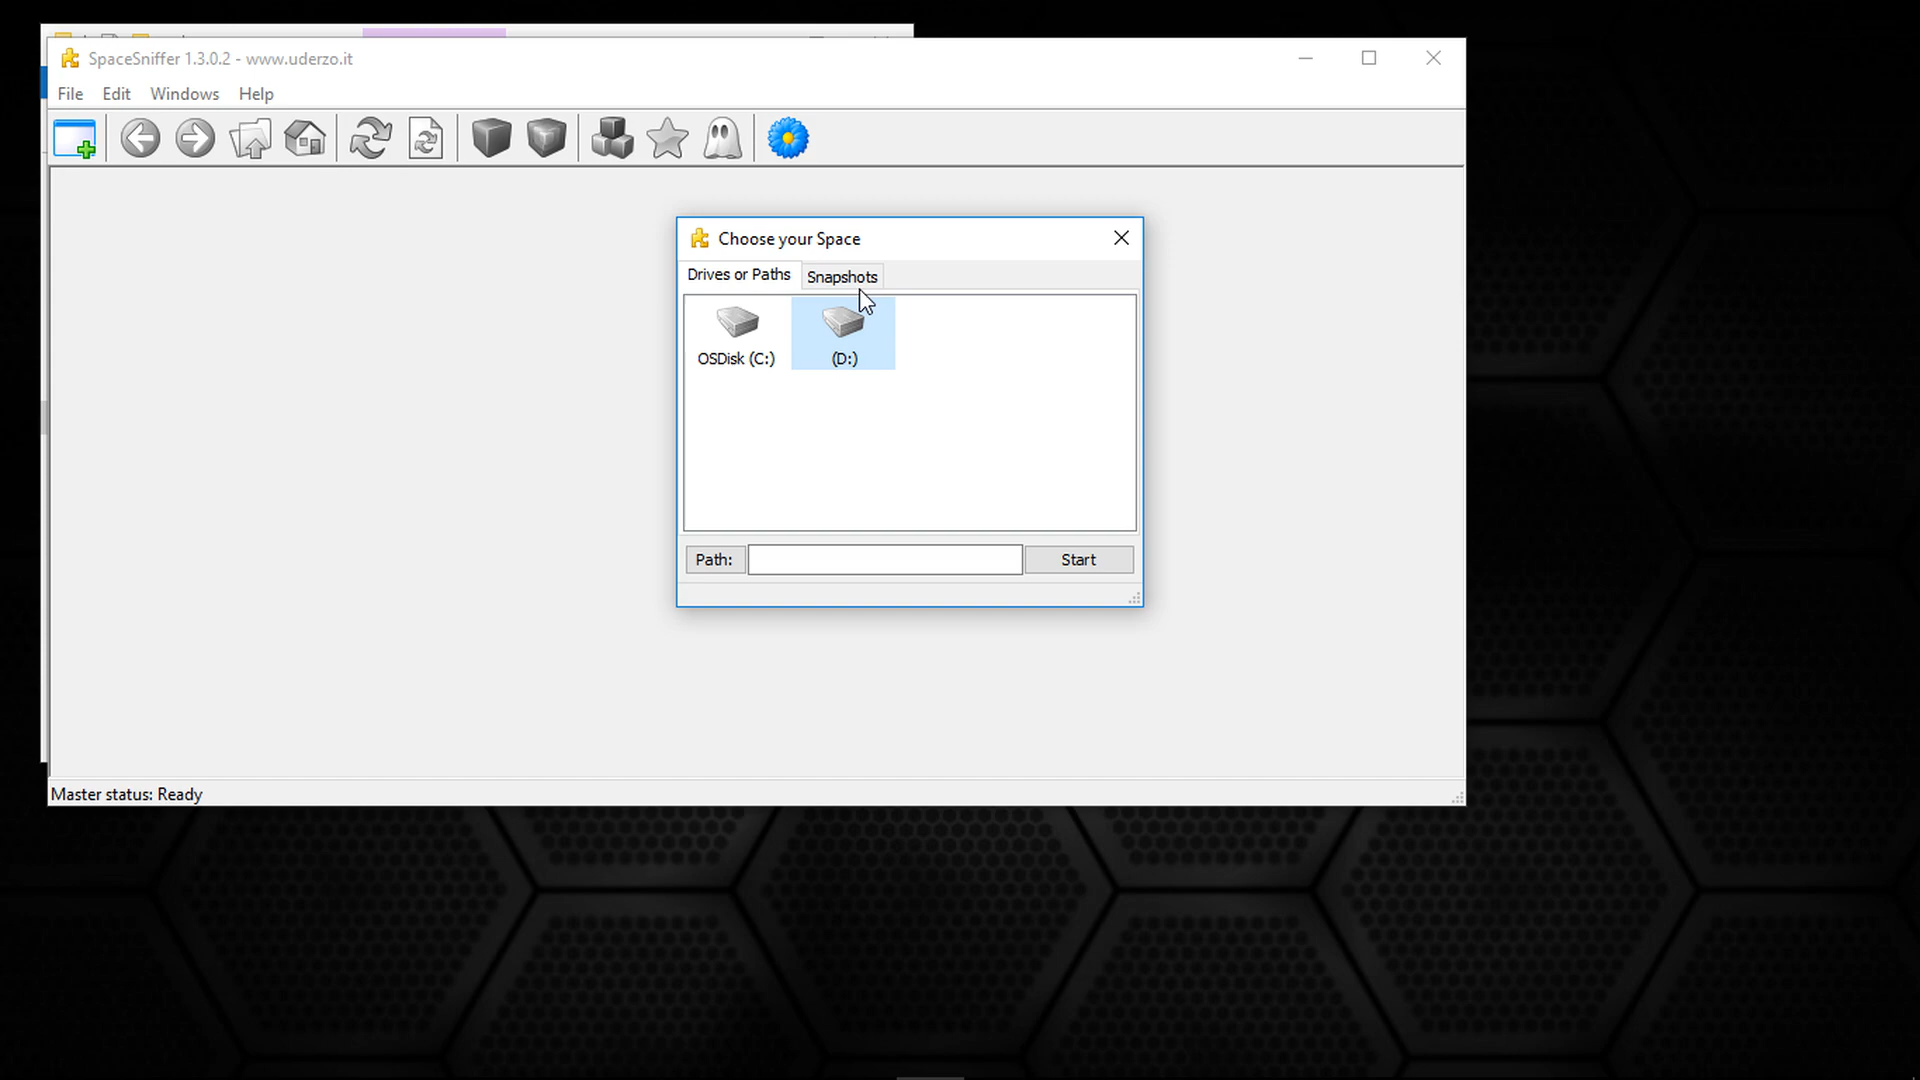 SpaceSniffer 1.3.0.2 - www.uderzo.it
File Edit Windows Help
Choose your Space
Drives or Paths Snapshots
OSDisk (C:) (D:)
Path: Start
Master status: Ready